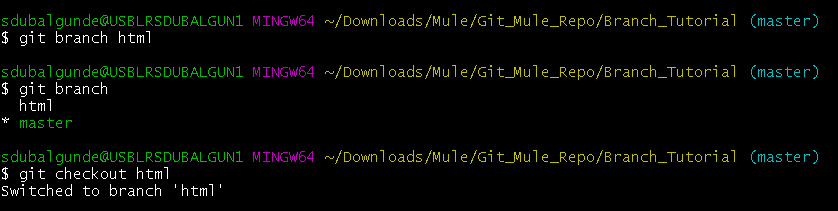 sdubalgunde@USBLRSDUBALGUN1 MINGW64 ~/Downloads/Mule/Git_Mule_Repo/Branch_Tutorial (master)
$ git branch html
sdubalgunde@USBLRSDUBALGUN1 MINGW64 ~/Downloads/Mule/Git_Mule_Repo/Branch_Tutorial (master)
$ git branch
  html
* master
sdubalgunde@USBLRSDUBALGUN1 MINGW64 ~/Downloads/Mule/Git_Mule_Repo/Branch_Tutorial (master)
$ git checkout html
Switched to branch 'html'